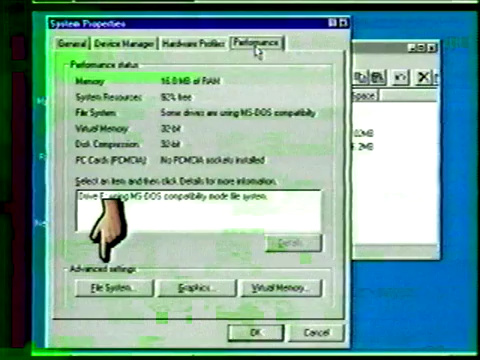 System Properties
General Device Manager Hardware Profiles Performance
Performance status
Memory: 16.0 MB of RAM
System Resources: 92% free
File System: Some drives are using MS-DOS compatibility
Virtual Memory: 32-bit
Disk Compression: 32-bit
PC Cards (PCMCIA): No PCMCIA sockets installed
Select an item and then click Details for more information.
Drive E using MS-DOS compatibility mode file system.
Details
Advanced settings
File System... Graphics... Virtual Memory...
OK Cancel
Space
2MB